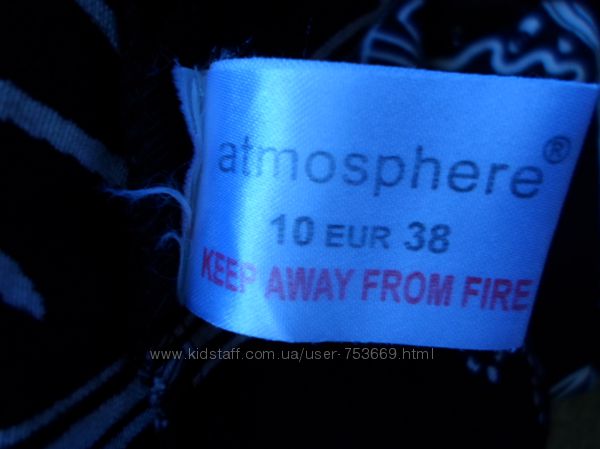 atmosphere®
10 EUR 38
KEEP AWAY FROM FIRE
www.kidstaff.com.ua/user-753669.html